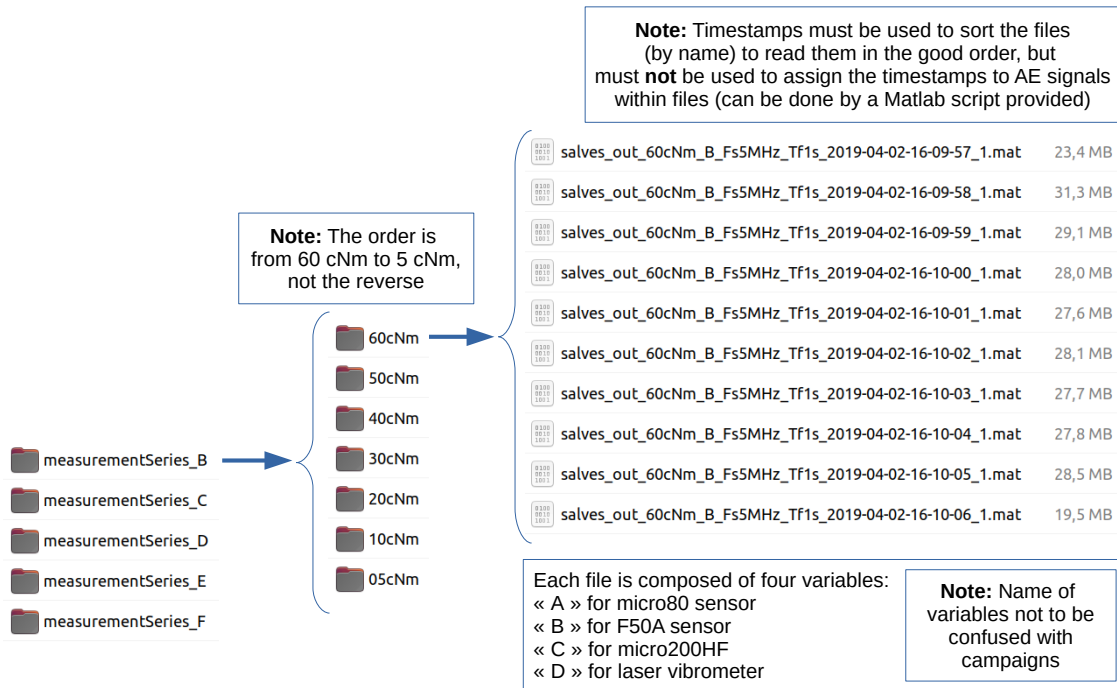 Note: Timestamps must be used to sort the files
(by name) to read them in the good order, but
must not be used to assign the timestamps to AE signals
within files (can be done by a Matlab script provided)
salves_out_60cNm_B_Fs5MHz_Tf1s_2019-04-02-16-09-57_1.mat 23,4 MB
salves_out_60cNm_B_Fs5MHz_Tf1s_2019-04-02-16-09-58_1.mat 31,3 MB
salves_out_60cNm_B_Fs5MHz_Tf1s_2019-04-02-16-09-59_1.mat 29,1 MB
salves_out_60cNm_B_Fs5MHz_Tf1s_2019-04-02-16-10-00_1.mat 28,0 MB
salves_out_60cNm_B_Fs5MHz_Tf1s_2019-04-02-16-10-01_1.mat 27,6 MB
salves_out_60cNm_B_Fs5MHz_Tf1s_2019-04-02-16-10-02_1.mat 28,1 MB
salves_out_60cNm_B_Fs5MHz_Tf1s_2019-04-02-16-10-03_1.mat 27,7 MB
salves_out_60cNm_B_Fs5MHz_Tf1s_2019-04-02-16-10-04_1.mat 27,8 MB
salves_out_60cNm_B_Fs5MHz_Tf1s_2019-04-02-16-10-05_1.mat 28,5 MB
salves_out_60cNm_B_Fs5MHz_Tf1s_2019-04-02-16-10-06_1.mat 19,5 MB
Note: The order is
from 60 cNm to 5 cNm,
not the reverse
60cNm
50cNm
40cNm
30cNm
20cNm
10cNm
05cNm
measurementSeries_B
measurementSeries_C
measurementSeries_D
measurementSeries_E
measurementSeries_F
Each file is composed of four variables:
« A » for micro80 sensor
« B » for F50A sensor
« C » for micro200HF
« D » for laser vibrometer
Note: Name of
variables not to be
confused with
campaigns